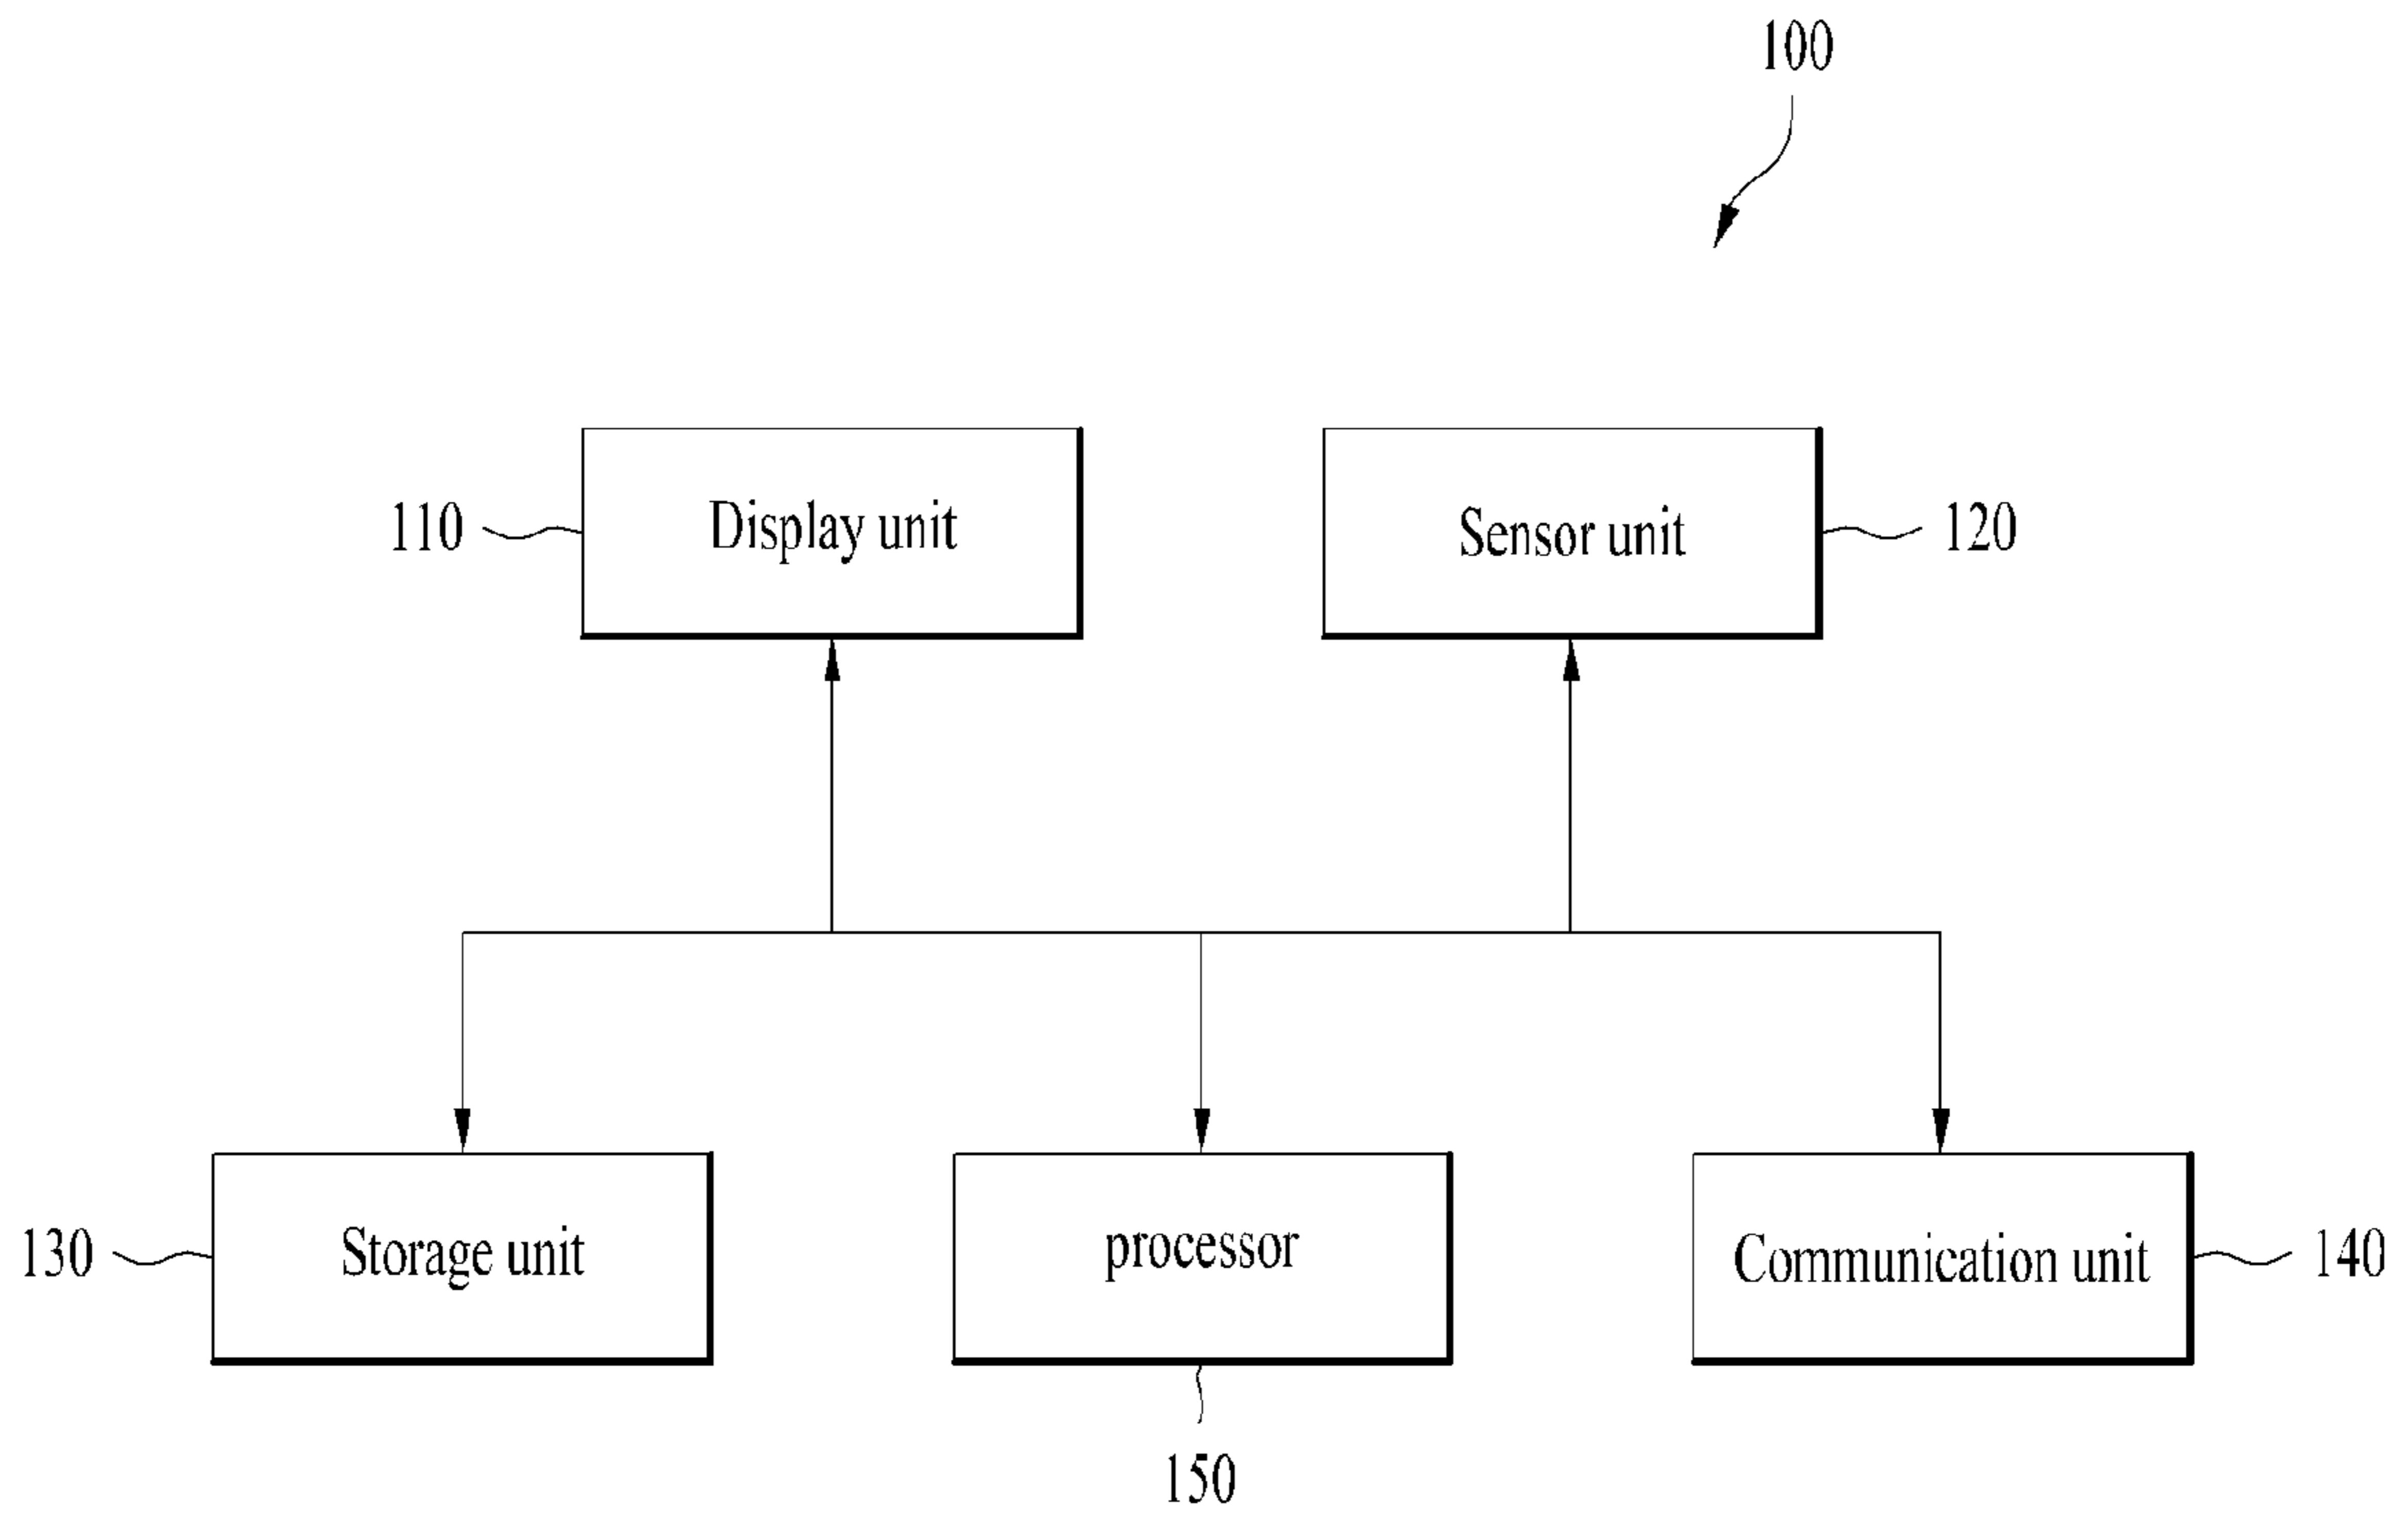 100
110
Display unit
Sensor unit
120
130
Storage unit
processor
Communication unit
140
150